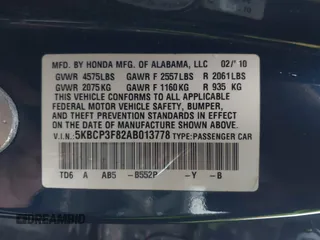 MFD. BY HONDA MFG. OF ALABAMA, LLC 02/'10
GVWR 4575LBS GAWR F 2557LBS R 2061LBS
GVWR 2075KG GAWR F 1160KG R 935 KG
THIS VEHICLE CONFORMS TO ALL APPLICABLE
FEDERAL MOTOR VEHICLE SAFETY, BUMPER,
AND THEFT PREVENTION STANDARDS IN EFFECT
ON THE DATE OF MANUFACTURE SHOWN ABOVE.
V.I.N.: 5KBCP3F82AB013778 TYPE: PASSENGER CAR
TD6 A AB5 -B552P -Y -B
DREAMBID